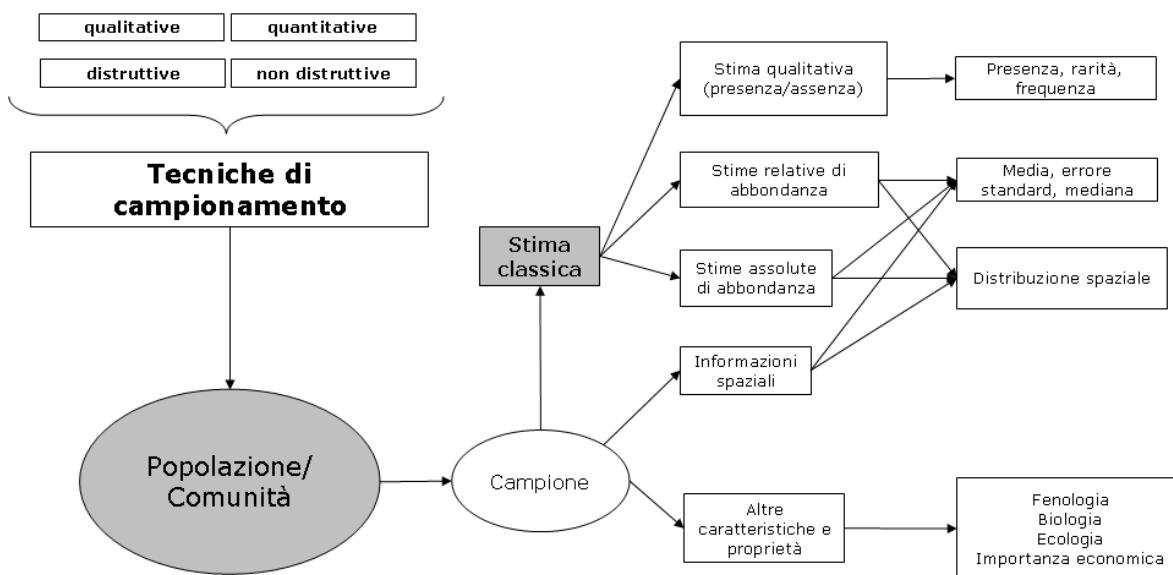 qualitative
quantitative
distruttive
non distruttive
Tecniche di
campionamento
Popolazione/
Comunità
Campione
Stima
classica
Stima qualitativa
(presenza/assenza)
Stime relative di
abbondanza
Stime assolute
di abbondanza
Informazioni
spaziali
Altre
caratteristiche e
proprietà
Presenza, rarità,
frequenza
Media, errore
standard, mediana
Distribuzione spaziale
Fenologia
Biologia
Ecologia
Importanza economica